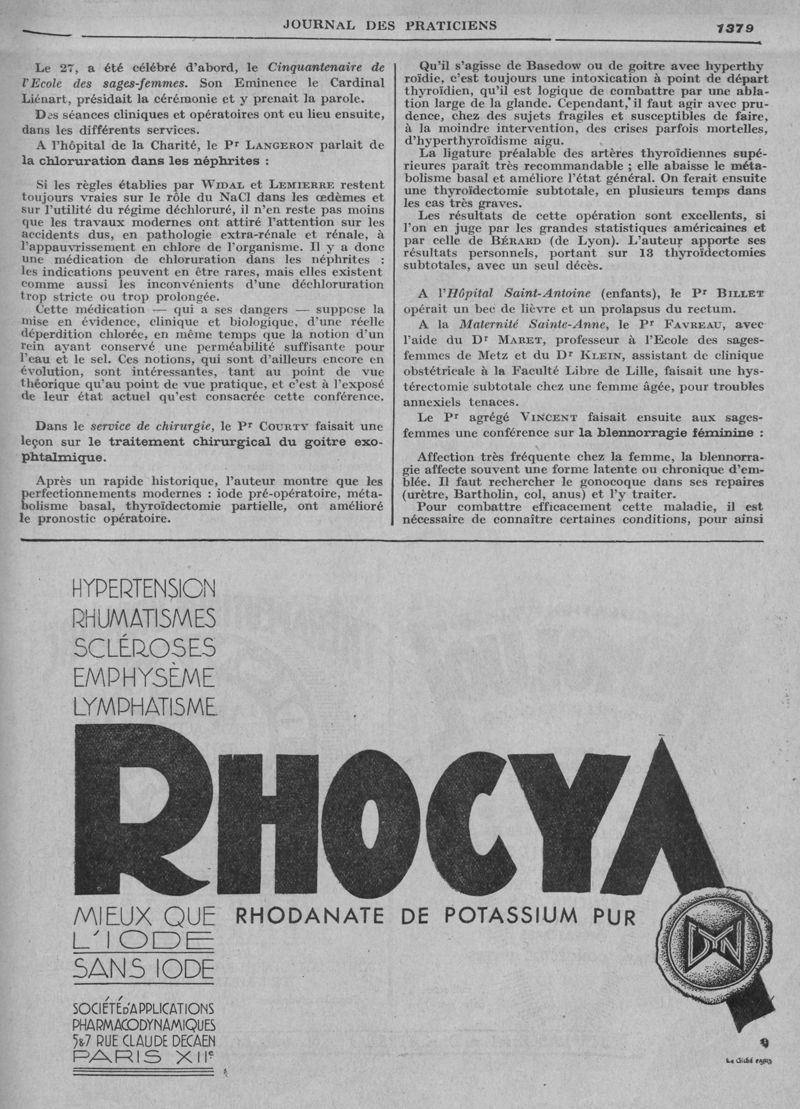 JOURNAL DES PRATICIENS
1379
Le 27, a été célébré d'abord, le Cinquantenaire de
l'Ecole des sages-femmes. Son Eminence le Cardinal
Liénart, présidait la cérémonie et y prenait la parole.
Des séances cliniques et opératoires ont eu lieu ensuite,
dans les différents services.
A l'hôpital de la Charité, le Pr LANGERON parlait de
la chloruration dans les néphrites :
Si les règles établies par WIDAL et LEMIERRE restent
toujours vraies sur le rôle du NaCl dans les œdèmes et
sur l'utilité du régime déchloruré, il n'en reste pas moins
que les travaux modernes ont attiré l'attention sur les
accidents dus, en pathologie extra-rénale et rénale, à
l'appauvrissement en chlore de l'organisme. Il y a donc
une médication de chloruration dans les néphrites :
les indications peuvent en être rares, mais elles existent
comme aussi les inconvénients d'une déchloruration
trop stricte ou trop prolongée.
Cette médication — qui a ses dangers — suppose la
mise en évidence, clinique et biologique, d'une réelle
déperdition chlorée, en même temps que la notion d'un
rein ayant conservé une perméabilité suffisante pour
l'eau et le sel. Ces notions, qui sont d'ailleurs encore en
évolution, sont intéressantes, tant au point de vue
théorique qu'au point de vue pratique, et c'est à l'exposé
de leur état actuel qu'est consacrée cette conférence.
Dans le service de chirurgie, le Pr COURTY faisait une
leçon sur le traitement chirurgical du goitre exo-
phtalmique.
Après un rapide historique, l'auteur montre que les
perfectionnements modernes : iode pré-opératoire, méta-
bolisme basal, thyroïdectomie partielle, ont amélioré
le pronostic opératoire.
Qu'il s'agisse de Basedow ou de goitre avec hyperthy
roïdie, c'est toujours une intoxication à point de départ
thyroïdien, qu'il est logique de combattre par une abla-
tion large de la glande. Cependant, il faut agir avec pru-
dence, chez des sujets fragiles et susceptibles de faire,
à la moindre intervention, des crises parfois mortelles,
d'hyperthyroïdisme aigu.
La ligature préalable des artères thyroïdiennes supé-
rieures paraît très recommandable ; elle abaisse le méta-
bolisme basal et améliore l'état général. On ferait ensuite
une thyroïdectomie subtotale, en plusieurs temps dans
les cas très graves.
Les résultats de cette opération sont excellents, si
l'on en juge par les grandes statistiques américaines et
par celle de BÉRARD (de Lyon). L'auteur apporte ses
résultats personnels, portant sur 13 thyroïdectomies
subtotales, avec un seul décès.
A l'Hôpital Saint-Antoine (enfants), le Pr BILLET
opérait un bec de lièvre et un prolapsus du rectum.
A la Maternité Sainte-Anne, le Pr FAVREAU, avec
l'aide du Dr MARET, professeur à l'Ecole des sages-
femmes de Metz et du Dr KLEIN, assistant de clinique
obstétricale à la Faculté Libre de Lille, faisait une hys-
térectomie subtotale chez une femme âgée, pour troubles
annexiels tenaces.
Le Pr agrégé VINCENT faisait ensuite aux sages-
femmes une conférence sur la blennorragie féminine :
Affection très fréquente chez la femme, la blennorra-
gie affecte souvent une forme latente ou chronique d'em-
blée. Il faut rechercher le gonocoque dans ses repaires
(urètre, Bartholin, col, anus) et l'y traiter.
Pour combattre efficacement cette maladie, il est
nécessaire de connaître certaines conditions, pour ainsi
HYPERTENSION
RHUMATISMES
SCLÉROSES
EMPHYSÈME
LYMPHATISME
RHOCYA
MIEUX QUE
L'IODE
SANS IODE
RHODANATE DE POTASSIUM PUR
DYN
SOCIÉTÉ D'APPLICATIONS
PHARMACODYNAMIQUES
5&7 RUE CLAUDE DECAEN
PARIS XIIe